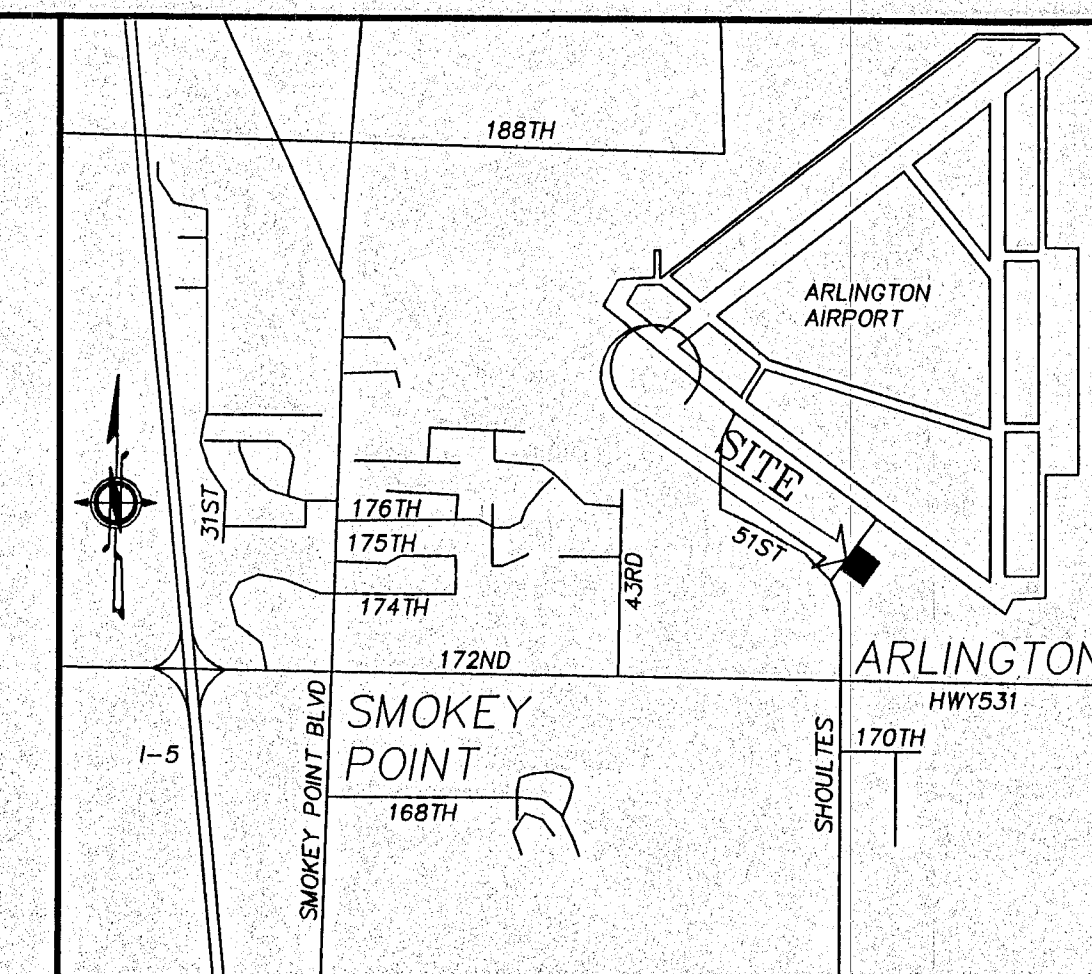 188TH
ARLINGTON
AIRPORT
SITE
31ST
176TH
175TH
51ST
174TH
43RD
172ND
ARLINGTON
HWY531
SMOKEY
POINT
I-5
SMOKEY POINT BLVD
SHOULTES
170TH
168TH